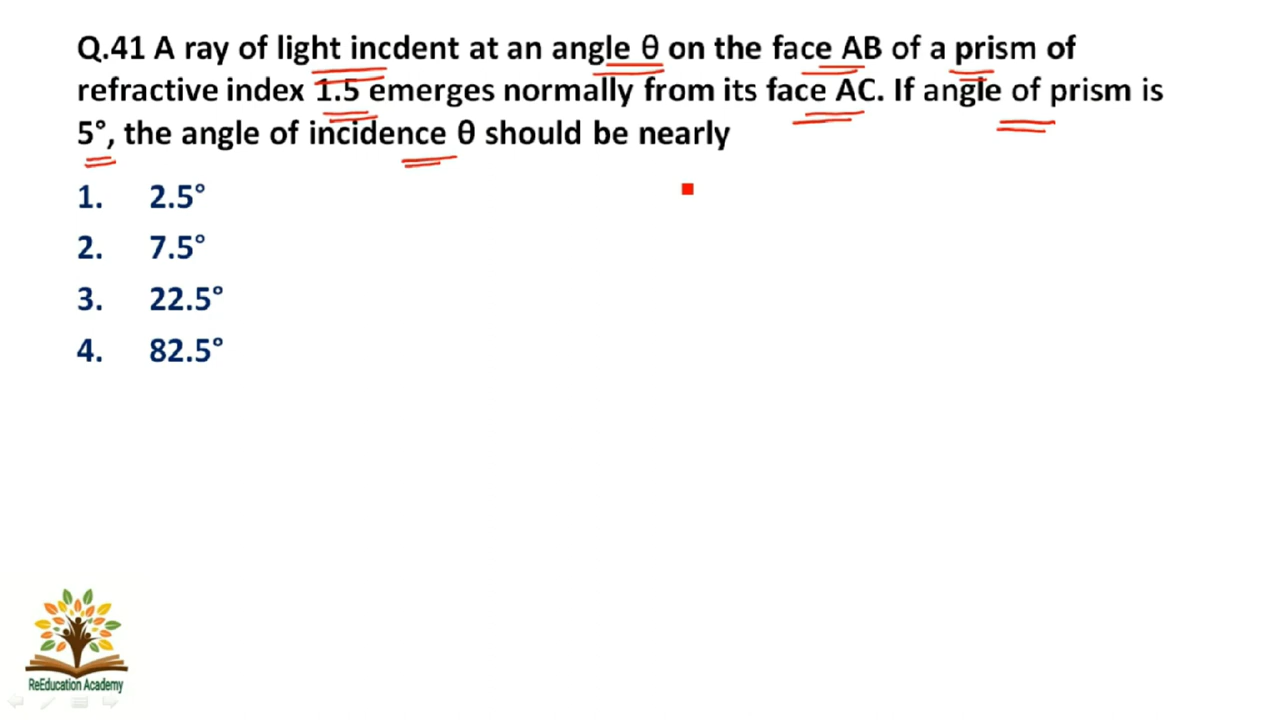 Q.41 A ray of light incdent at an angle θ on the face AB of a prism of
refractive index 1.5 emerges normally from its face AC. If angle of prism is
5°, the angle of incidence θ should be nearly
1. 2.5°
2. 7.5°
3. 22.5°
4. 82.5°
ReEducation Academy